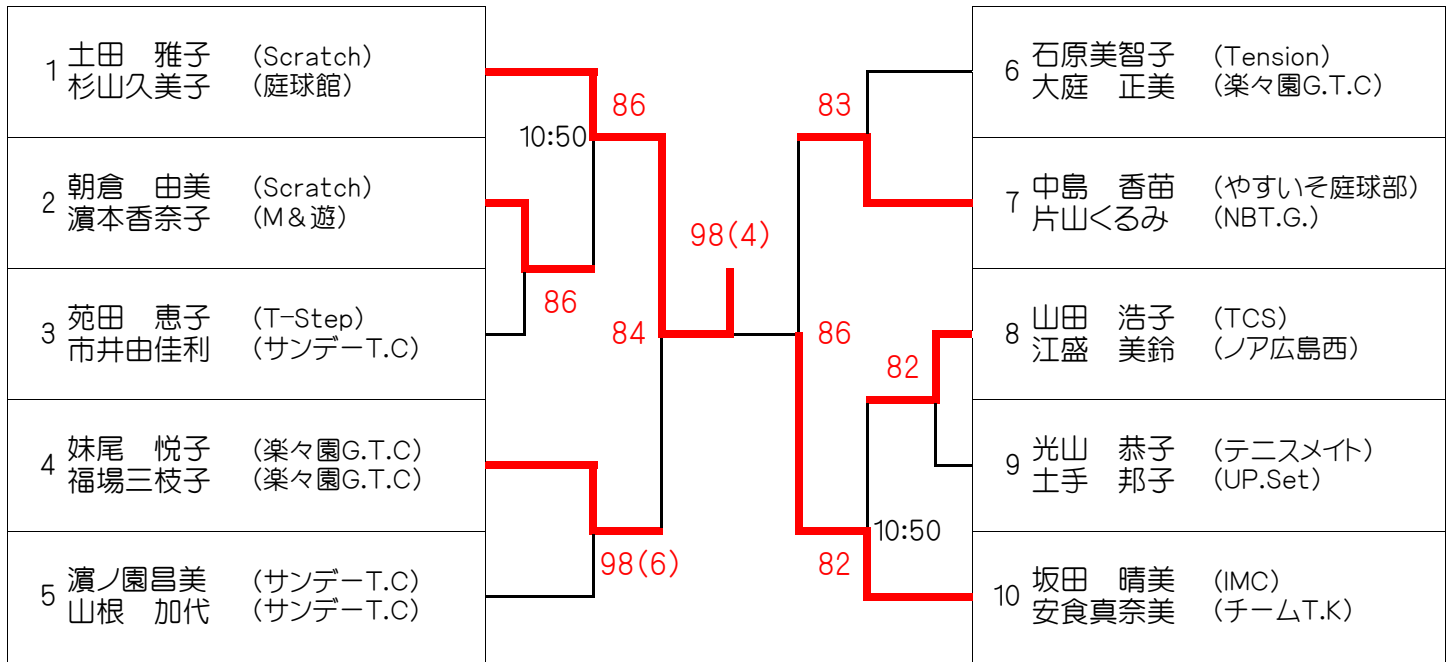 1 土田　雅子 (Scratch)
杉山久美子 (庭球館)
2 朝倉　由美 (Scratch)
濵本香奈子 (M&遊)
3 苑田　恵子 (T-Step)
市井由佳利 (サンデーT.C)
4 妹尾　悦子 (楽々園G.T.C)
福場三枝子 (楽々園G.T.C)
5 濵ノ園昌美 (サンデーT.C)
山根　加代 (サンデーT.C)
86
10:50
86
84
98(6)
98(4)
83
86
82
10:50
82
6 石原美智子 (Tension)
大庭　正美 (楽々園G.T.C)
7 中島　香苗 (やすいそ庭球部)
片山くるみ (NBT.G.)
8 山田　浩子 (TCS)
江盛　美鈴 (ノア広島西)
9 光山　恭子 (テニスメイト)
土手　邦子 (UP.Set)
10 坂田　晴美 (IMC)
安食真奈美 (チームT.K)